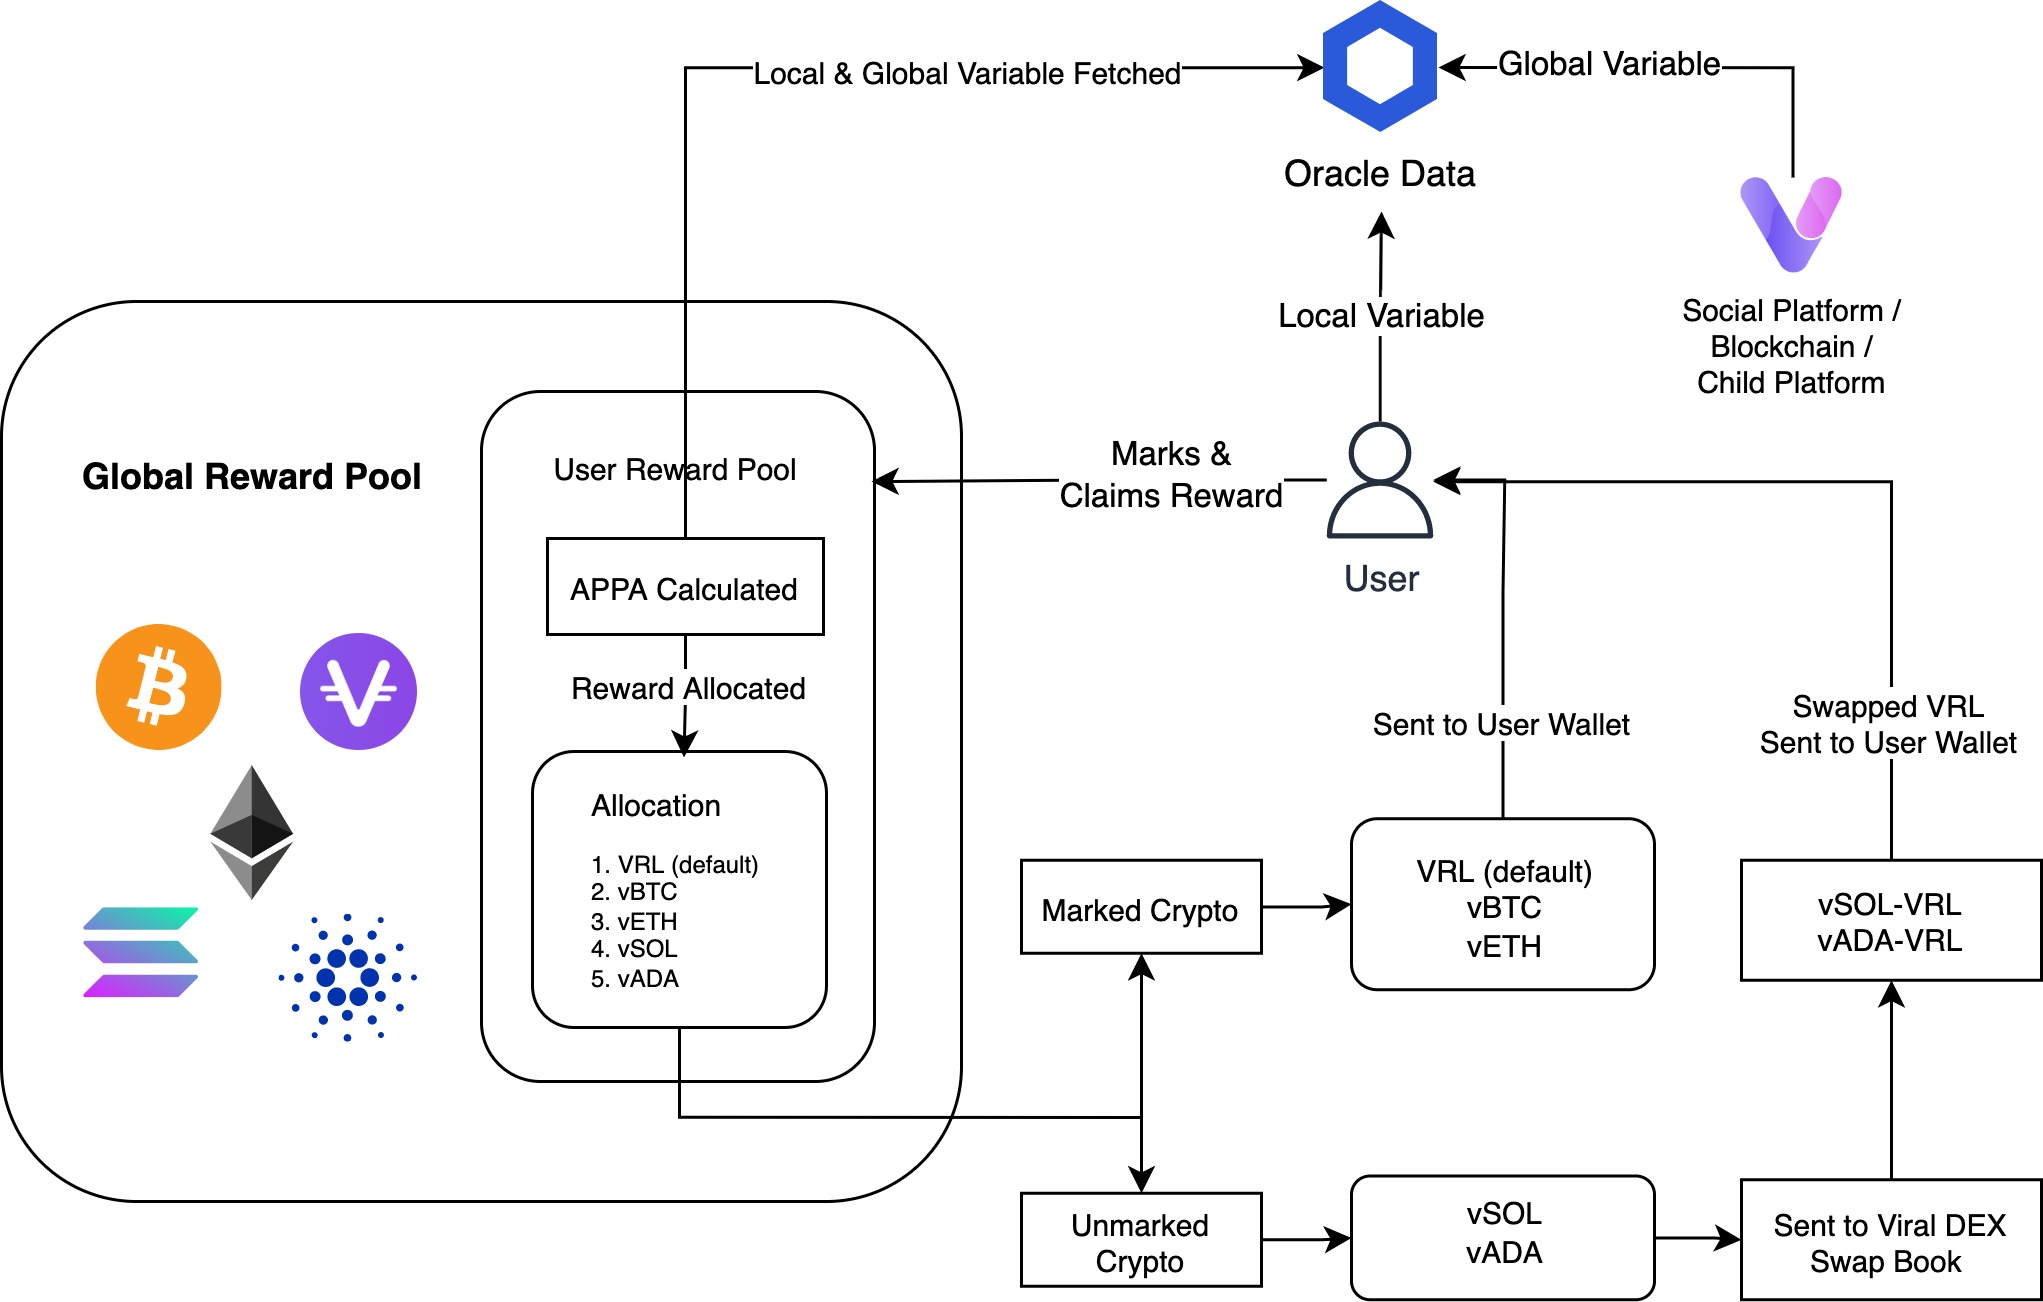 Local & Global Variable Fetched
Global Variable
Oracle Data
Local Variable
Social Platform /
Blockchain /
Child Platform
Global Reward Pool
User Reward Pool
Marks &
Claims Reward
User
APPA Calculated
Reward Allocated
Sent to User Wallet
Swapped VRL
Sent to User Wallet
Allocation
1. VRL (default)
2. vBTC
3. vETH
4. vSOL
5. vADA
Marked Crypto
VRL (default)
vBTC
vETH
vSOL-VRL
vADA-VRL
Unmarked
Crypto
vSOL
vADA
Sent to Viral DEX
Swap Book